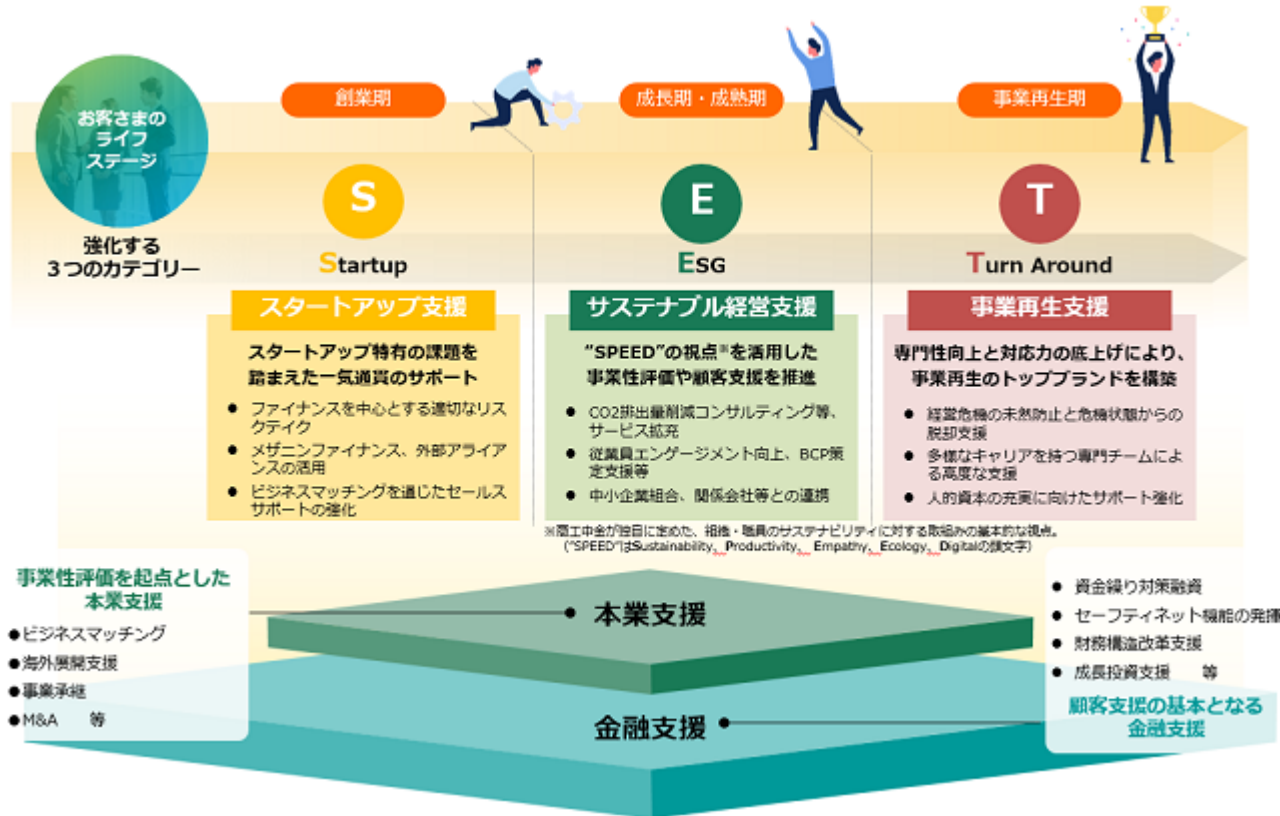 お客さまの
ライフ
ステージ
創業期
成長期・成熟期
事業再生期
強化する
3つのカテゴリー
S
Startup
E
ESG
T
Turn Around
スタートアップ支援
スタートアップ特有の課題を
踏まえた一気通貫のサポート
● ファイナンスを中心とする適切なリス
クテイク
● メザニンファイナンス、外部アライア
ンスの活用
● ビジネスマッチングを通じたセールス
サポートの強化
サステナブル経営支援
“SPEED”の視点※を活用した
事業性評価や顧客支援を推進
● CO2排出量削減コンサルティング等、
サービス拡充
● 従業員エンゲージメント向上、BCP策
定支援等
● 中小企業組合、関係会社等との連携
事業再生支援
専門性向上と対応力の底上げにより、
事業再生のトップブランドを構築
● 経営危機の未然防止と危機状態からの
脱却支援
● 多様なキャリアを持つ専門チームによ
る高度な支援
● 人的資本の充実に向けたサポート強化
※商工中金が独自に定めた、組織・職員のサステナビリティに対する取組みの基本的な視点。
(“SPEED”はSustainability、Productivity、Empathy、Ecology、Digitalの頭文字)
事業性評価を起点とした
本業支援
●ビジネスマッチング
●海外展開支援
●事業承継
●M&A 等
本業支援
金融支援
● 資金繰り対策融資
● セーフティネット機能の発揮
● 財務構造改革支援
● 成長投資支援 等
顧客支援の基本となる
金融支援